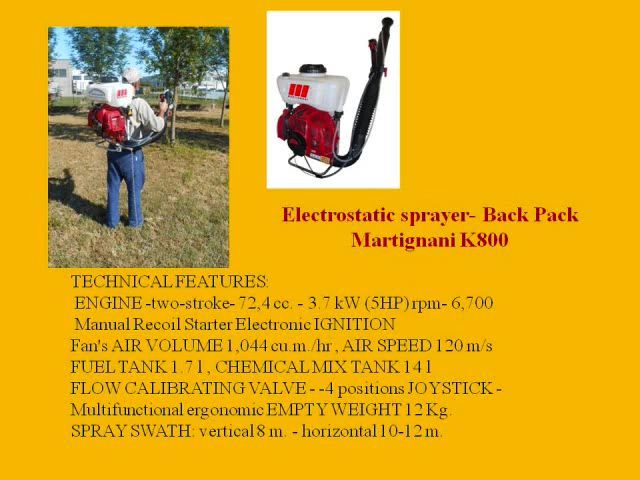 Electrostatic sprayer- Back Pack
Martignani K800
TECHNICAL FEATURES:
ENGINE -two-stroke- 72,4 cc. - 3.7 kW (5HP) rpm- 6,700
Manual Recoil Starter Electronic IGNITION
Fan's AIR VOLUME 1,044 cu.m./hr , AIR SPEED 120 m/s
FUEL TANK 1.7 l , CHEMICAL MIX TANK 14 l
FLOW CALIBRATING VALVE - -4 positions JOYSTICK -
Multifunctional ergonomic EMPTY WEIGHT 12 Kg.
SPRAY SWATH: vertical 8 m. - horizontal 10-12 m.